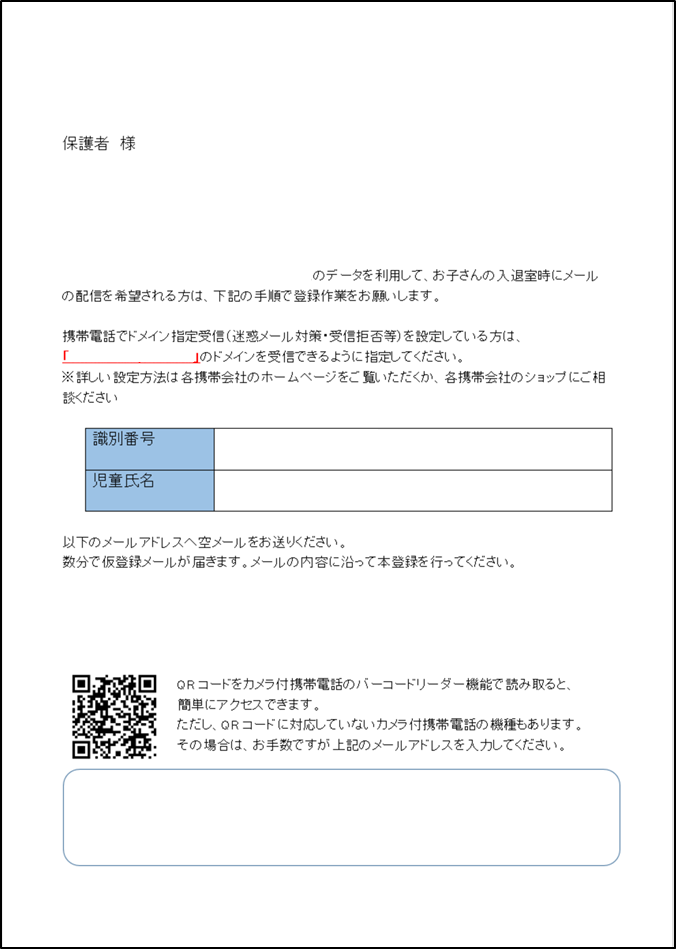 保護者 様
のデータを利用して、お子さんの入退室時にメール
の配信を希望される方は、下記の手順で登録作業をお願いします。
携帯電話でドメイン指定受信（迷惑メール対策・受信拒否等）を設定している方は、
「　　　　　　　」のドメインを受信できるように指定してください。
※詳しい設定方法は各携帯会社のホームページをご覧いただくか、各携帯会社のショップにご相
談ください
識別番号
児童氏名
以下のメールアドレスへ空メールをお送りください。
数分で仮登録メールが届きます。メールの内容に沿って本登録を行ってください。
QRコードをカメラ付携帯電話のバーコードリーダー機能で読み取ると、
簡単にアクセスできます。
ただし、QRコードに対応していないカメラ付携帯電話の機種もあります。
その場合は、お手数ですが上記のメールアドレスを入力してください。